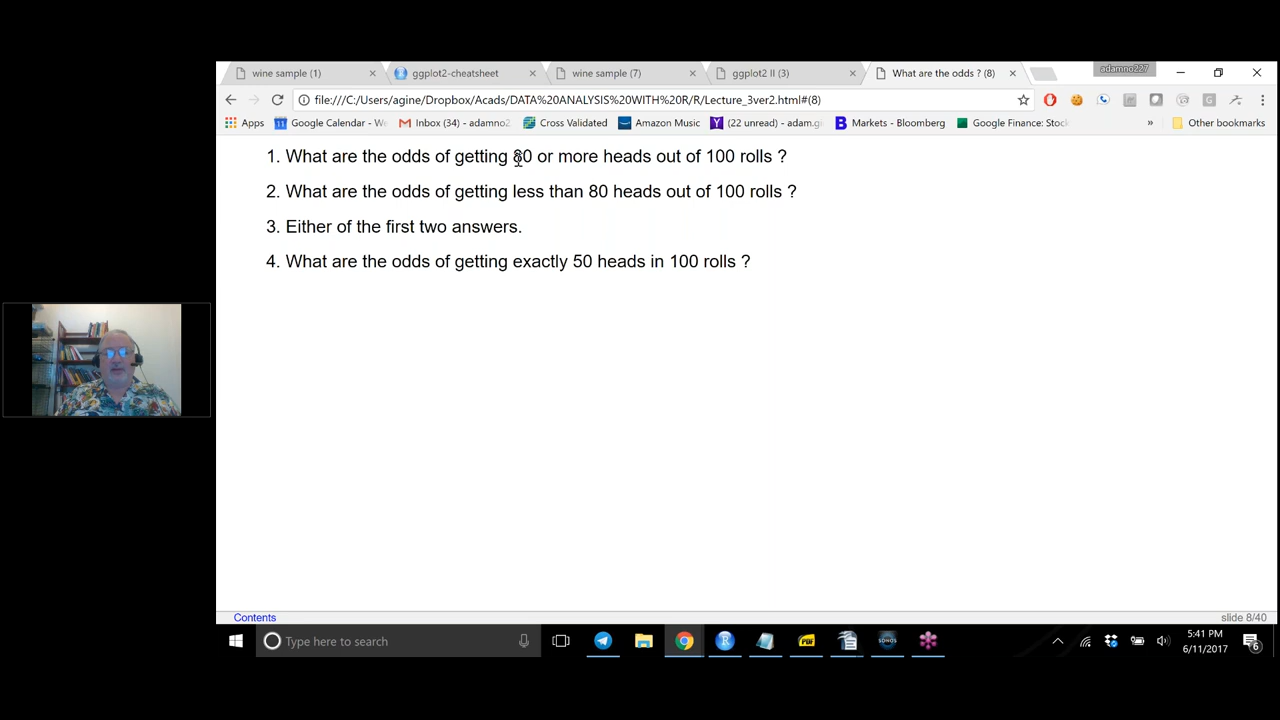 wine sample (1)
ggplot2-cheatsheet
wine sample (7)
ggplot2 II (3)
What are the odds ? (8)
adamno227
file:///C:/Users/agine/Dropbox/Acads/DATA%20ANALYSIS%20WITH%20R/R/Lecture_3ver2.html#(8)
Apps
Google Calendar - We
Inbox (34) - adamno2
Cross Validated
Amazon Music
(22 unread) - adam.g
Markets - Bloomberg
Google Finance: Stock
»
Other bookmarks
1. What are the odds of getting 80 or more heads out of 100 rolls ?
2. What are the odds of getting less than 80 heads out of 100 rolls ?
3. Either of the first two answers.
4. What are the odds of getting exactly 50 heads in 100 rolls ?
Contents
slide 8/40
Type here to search
PDF
SONOS
5:41 PM
6/11/2017
6